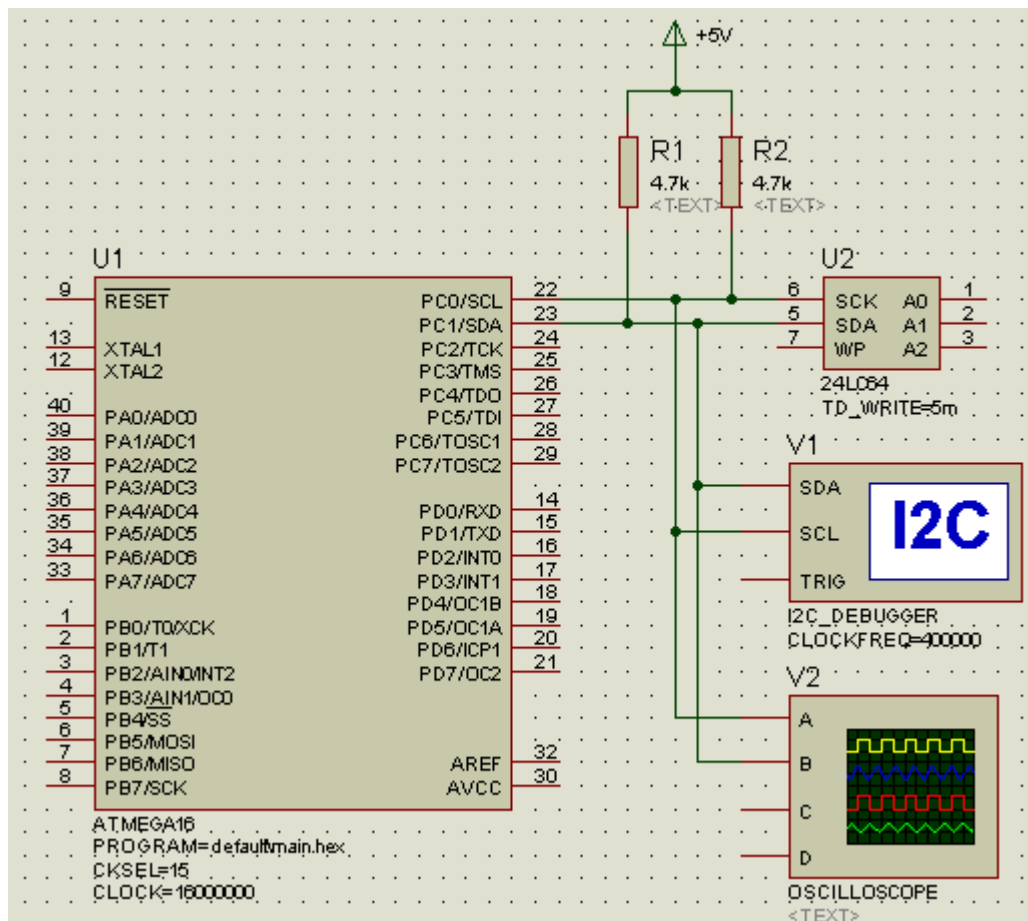 +5V
R1
4.7k
<TEXT>
R2
4.7k
<TEXT>
U1
9 RESET
13 XTAL1
12 XTAL2
40 PA0/ADC0
39 PA1/ADC1
38 PA2/ADC2
37 PA3/ADC3
36 PA4/ADC4
35 PA5/ADC5
34 PA6/ADC6
33 PA7/ADC7
1 PB0/T0/XCK
2 PB1/T1
3 PB2/AIN0/INT2
4 PB3/AIN1/OC0
5 PB4/SS
6 PB5/MOSI
7 PB6/MISO
8 PB7/SCK
PC0/SCL 22
PC1/SDA 23
PC2/TCK 24
PC3/TMS 25
PC4/TDO 26
PC5/TDI 27
PC6/TOSC1 28
PC7/TOSC2 29
PD0/RXD 14
PD1/TXD 15
PD2/INT0 16
PD3/INT1 17
PD4/OC1B 18
PD5/OC1A 19
PD6/ICP1 20
PD7/OC2 21
AREF 32
AVCC 30
ATMEGA16
PROGRAM=default\main.hex
CKSEL=15
CLOCK=16000000
U2
6 SCK A0 1
5 SDA A1 2
7 WP A2 3
24LC64
TD_WRITE=5m
V1
SDA
SCL
TRIG
I2C
I2C_DEBUGGER
CLOCKFREQ=400000
V2
A
B
C
D
OSCILLOSCOPE
<TEXT>